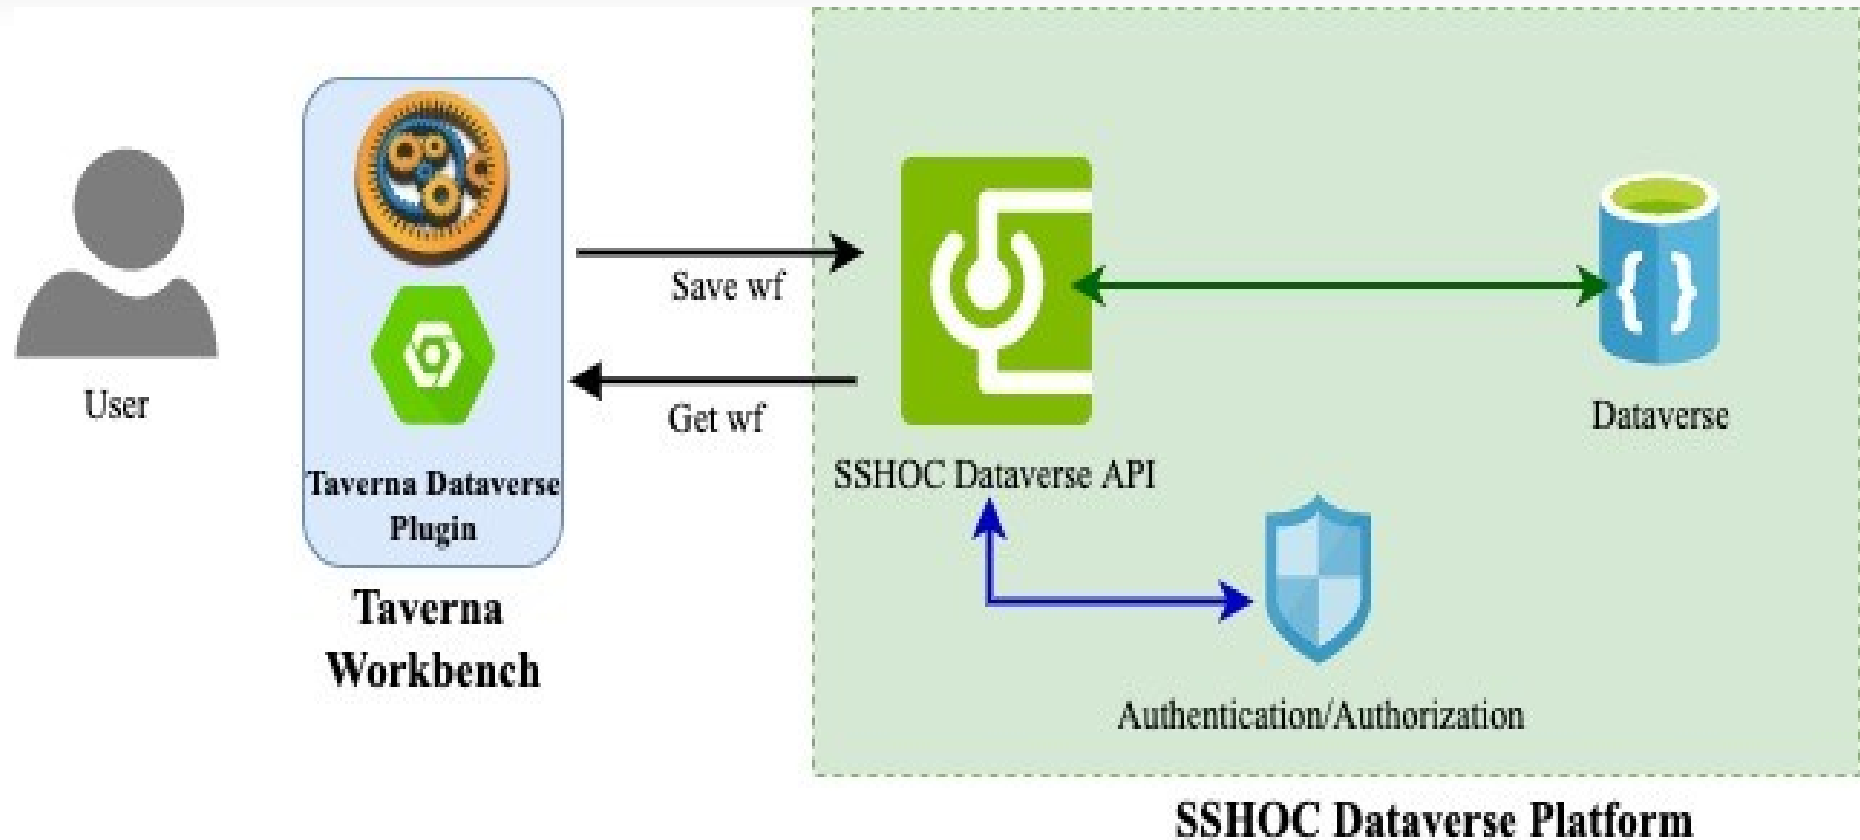 User
Taverna Dataverse
Plugin
Taverna
Workbench
Save wf
Get wf
SSHOC Dataverse API
{ }
Dataverse
Authentication/Authorization
SSHOC Dataverse Platform